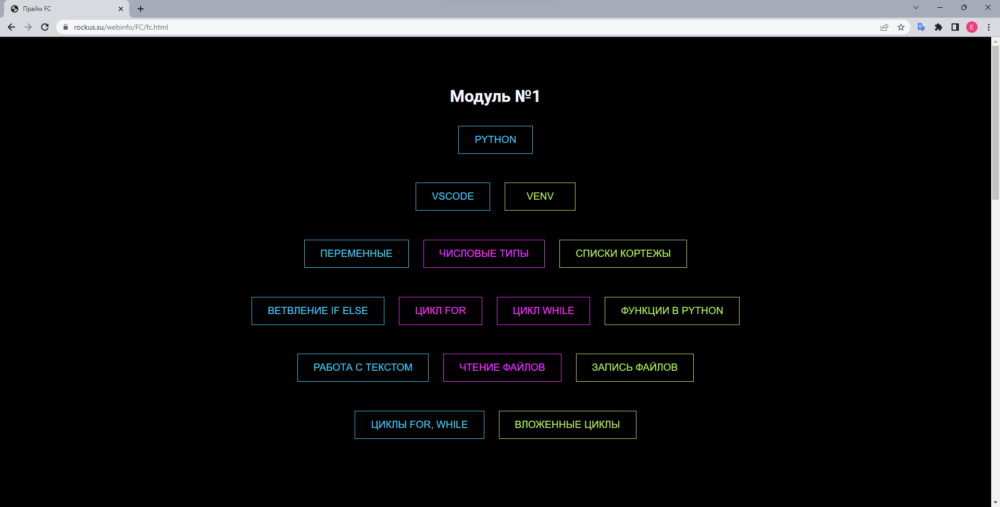 Прайм FC
rockus.su/webinfo/FC/fc.html
E
Модуль №1
PYTHON
VSCODE VENV
ПЕРЕМЕННЫЕ ЧИСЛОВЫЕ ТИПЫ СПИСКИ КОРТЕЖЫ
ВЕТВЛЕНИЕ IF ELSE ЦИКЛ FOR ЦИКЛ WHILE ФУНКЦИИ В PYTHON
РАБОТА С ТЕКСТОМ ЧТЕНИЕ ФАЙЛОВ ЗАПИСЬ ФАЙЛОВ
ЦИКЛЫ FOR, WHILE ВЛОЖЕННЫЕ ЦИКЛЫ